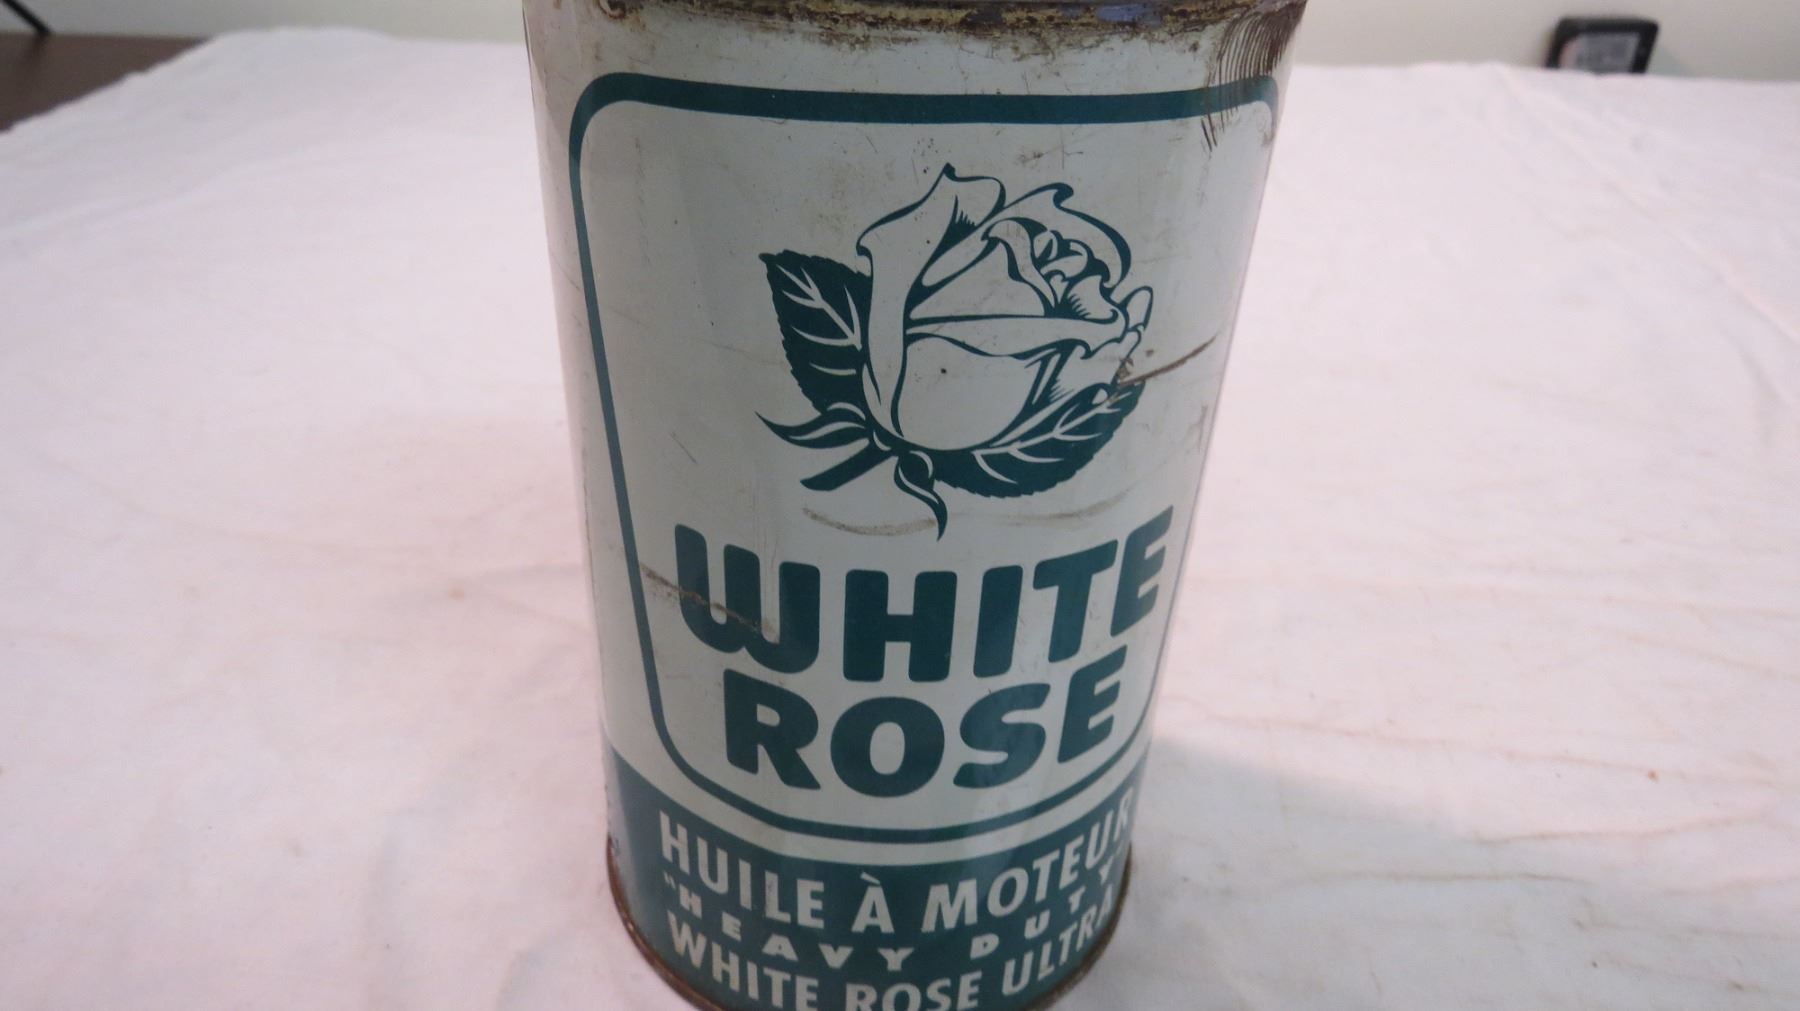 WHITE
ROSE
HUILE À MOTEUR
"HEAVY DUTY"
WHITE ROSE ULTRA